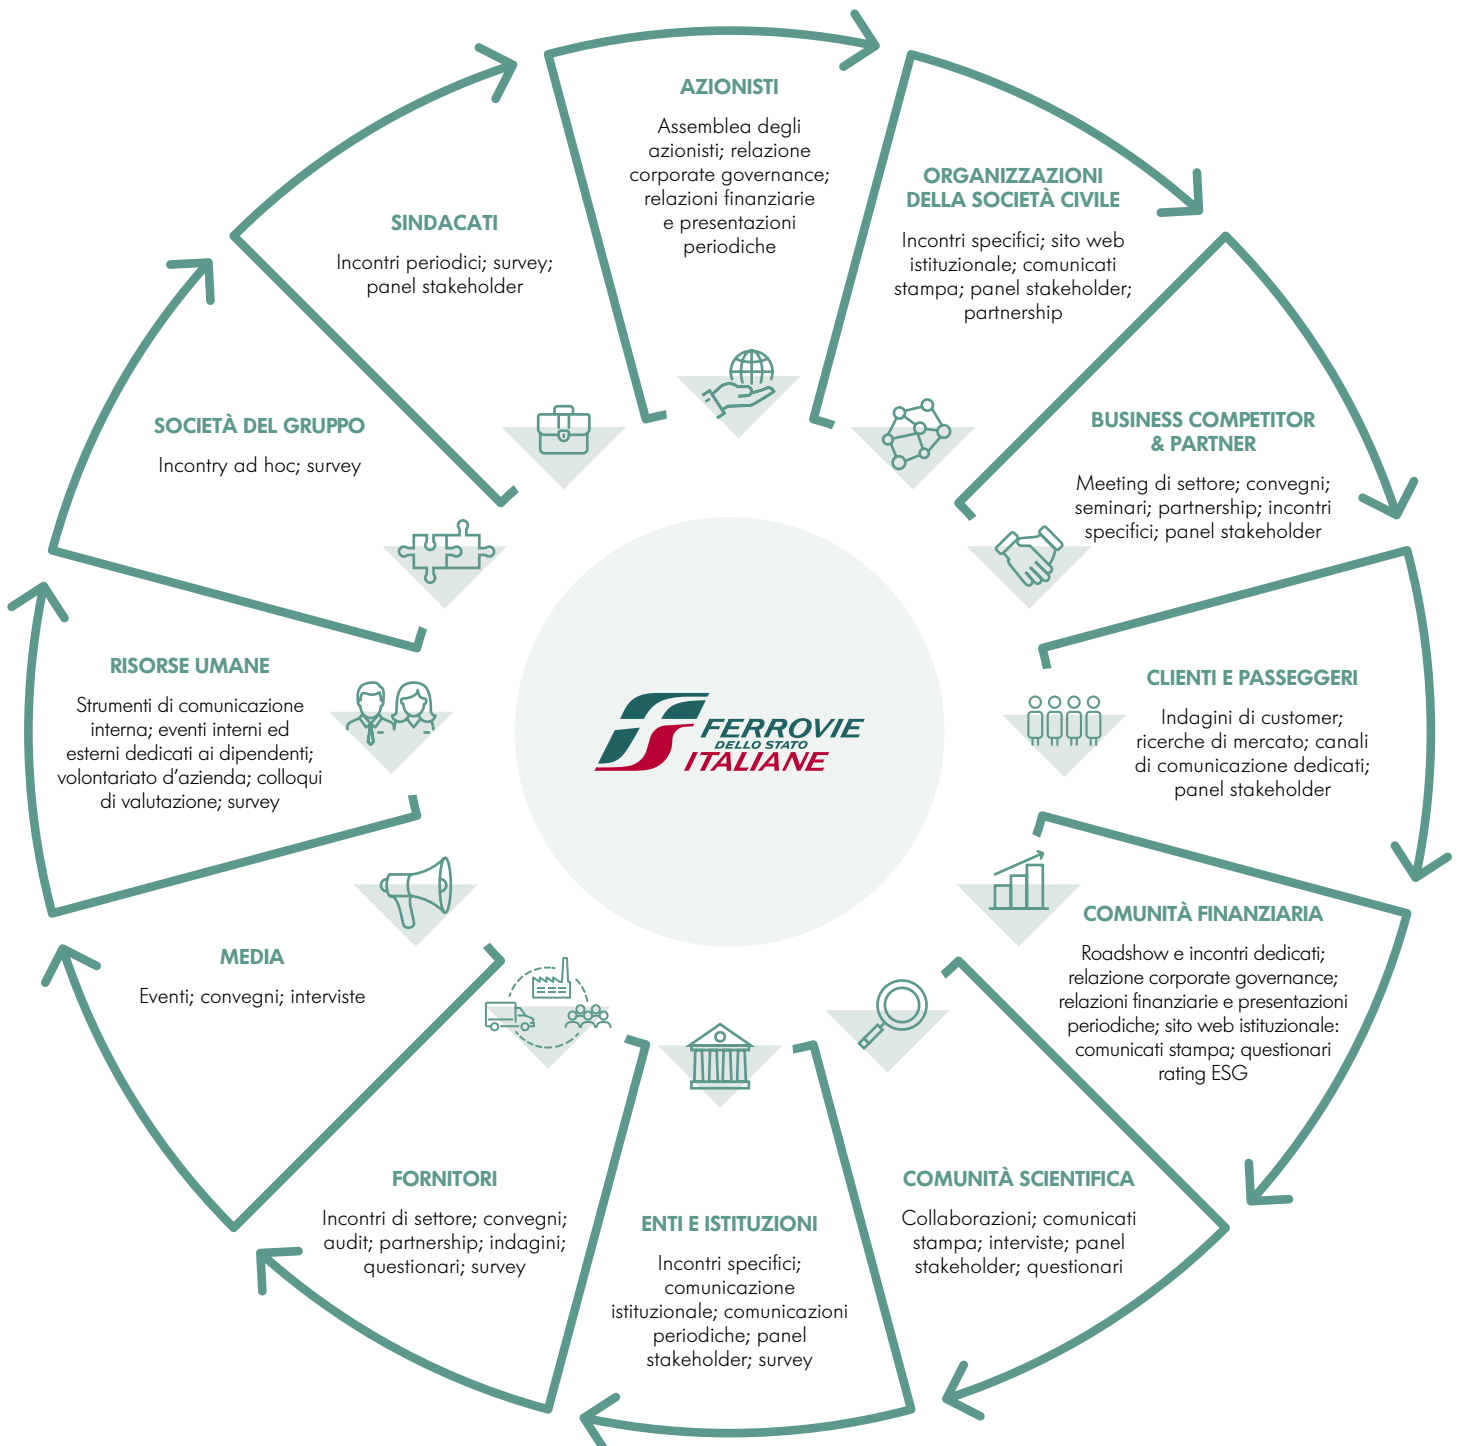 AZIONISTI
Assemblea degli
azionisti; relazione
corporate governance;
relazioni finanziarie
e presentazioni
periodiche
ORGANIZZAZIONI
DELLA SOCIETÀ CIVILE
Incontri specifici; sito web
istituzionale; comunicati
stampa; panel stakeholder;
partnership
BUSINESS COMPETITOR
& PARTNER
Meeting di settore; convegni;
seminari; partnership; incontri
specifici; panel stakeholder
CLIENTI E PASSEGGERI
Indagini di customer;
ricerche di mercato; canali
di comunicazione dedicati;
panel stakeholder
COMUNITÀ FINANZIARIA
Roadshow e incontri dedicati;
relazione corporate governance;
relazioni finanziarie e presentazioni
periodiche; sito web istituzionale:
comunicati stampa; questionari
rating ESG
COMUNITÀ SCIENTIFICA
Collaborazioni; comunicati
stampa; interviste; panel
stakeholder; questionari
ENTI E ISTITUZIONI
Incontri specifici;
comunicazione
istituzionale; comunicazioni
periodiche; panel
stakeholder; survey
FORNITORI
Incontri di settore; convegni;
audit; partnership; indagini;
questionari; survey
MEDIA
Eventi; convegni; interviste
RISORSE UMANE
Strumenti di comunicazione
interna; eventi interni ed
esterni dedicati ai dipendenti;
volontariato d'azienda; colloqui
di valutazione; survey
SOCIETÀ DEL GRUPPO
Incontry ad hoc; survey
SINDACATI
Incontri periodici; survey;
panel stakeholder
FERROVIE
DELLO STATO
ITALIANE